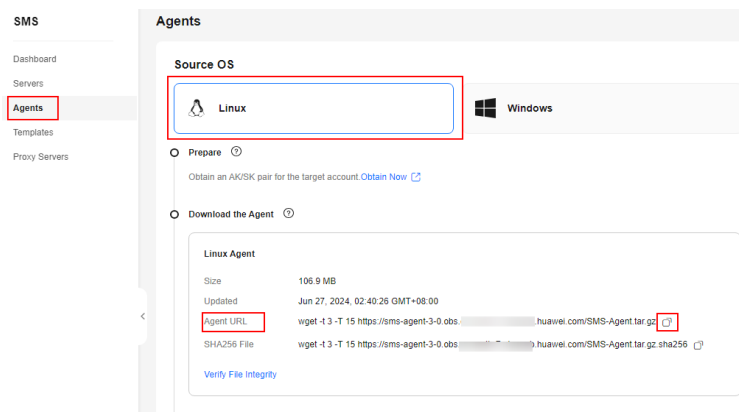 SMS
Agents
Dashboard
Servers
Agents
Templates
Proxy Servers
Source OS
Linux
Windows
Prepare ?
Obtain an AK/SK pair for the target account.Obtain Now
Download the Agent ?
Linux Agent
Size 106.9 MB
Updated Jun 27, 2024, 02:40:26 GMT+08:00
Agent URL wget -t 3 -T 15 https://sms-agent-3-0.obs. .huawei.com/SMS-Agent.tar.gz
SHA256 File wget -t 3 -T 15 https://sms-agent-3-0.obs. .huawei.com/SMS-Agent.tar.gz.sha256
Verify File Integrity